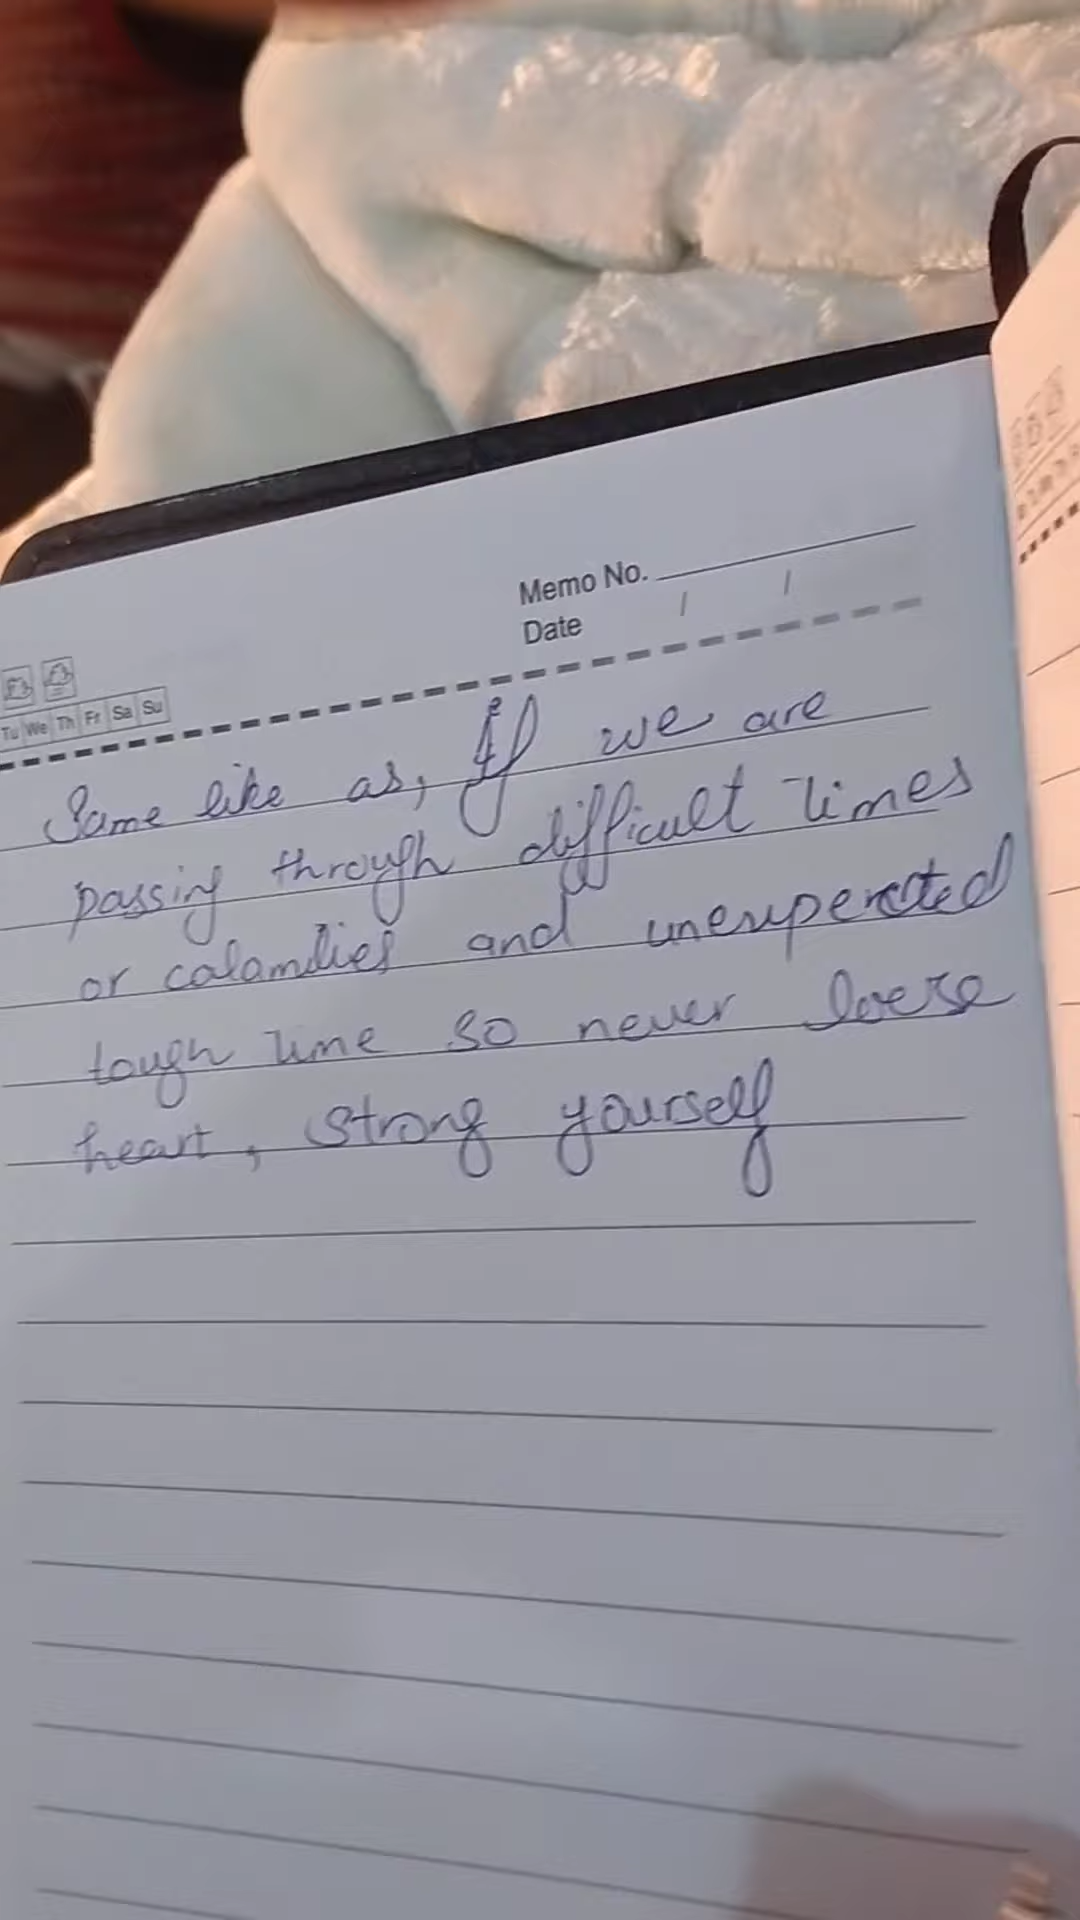 Memo No.
Date / /
Tu We Th Fr Sa Su
Same like as, If we are
passing through difficult times
or calamities and unexpected
tough time so never loose
heart, strong yourself